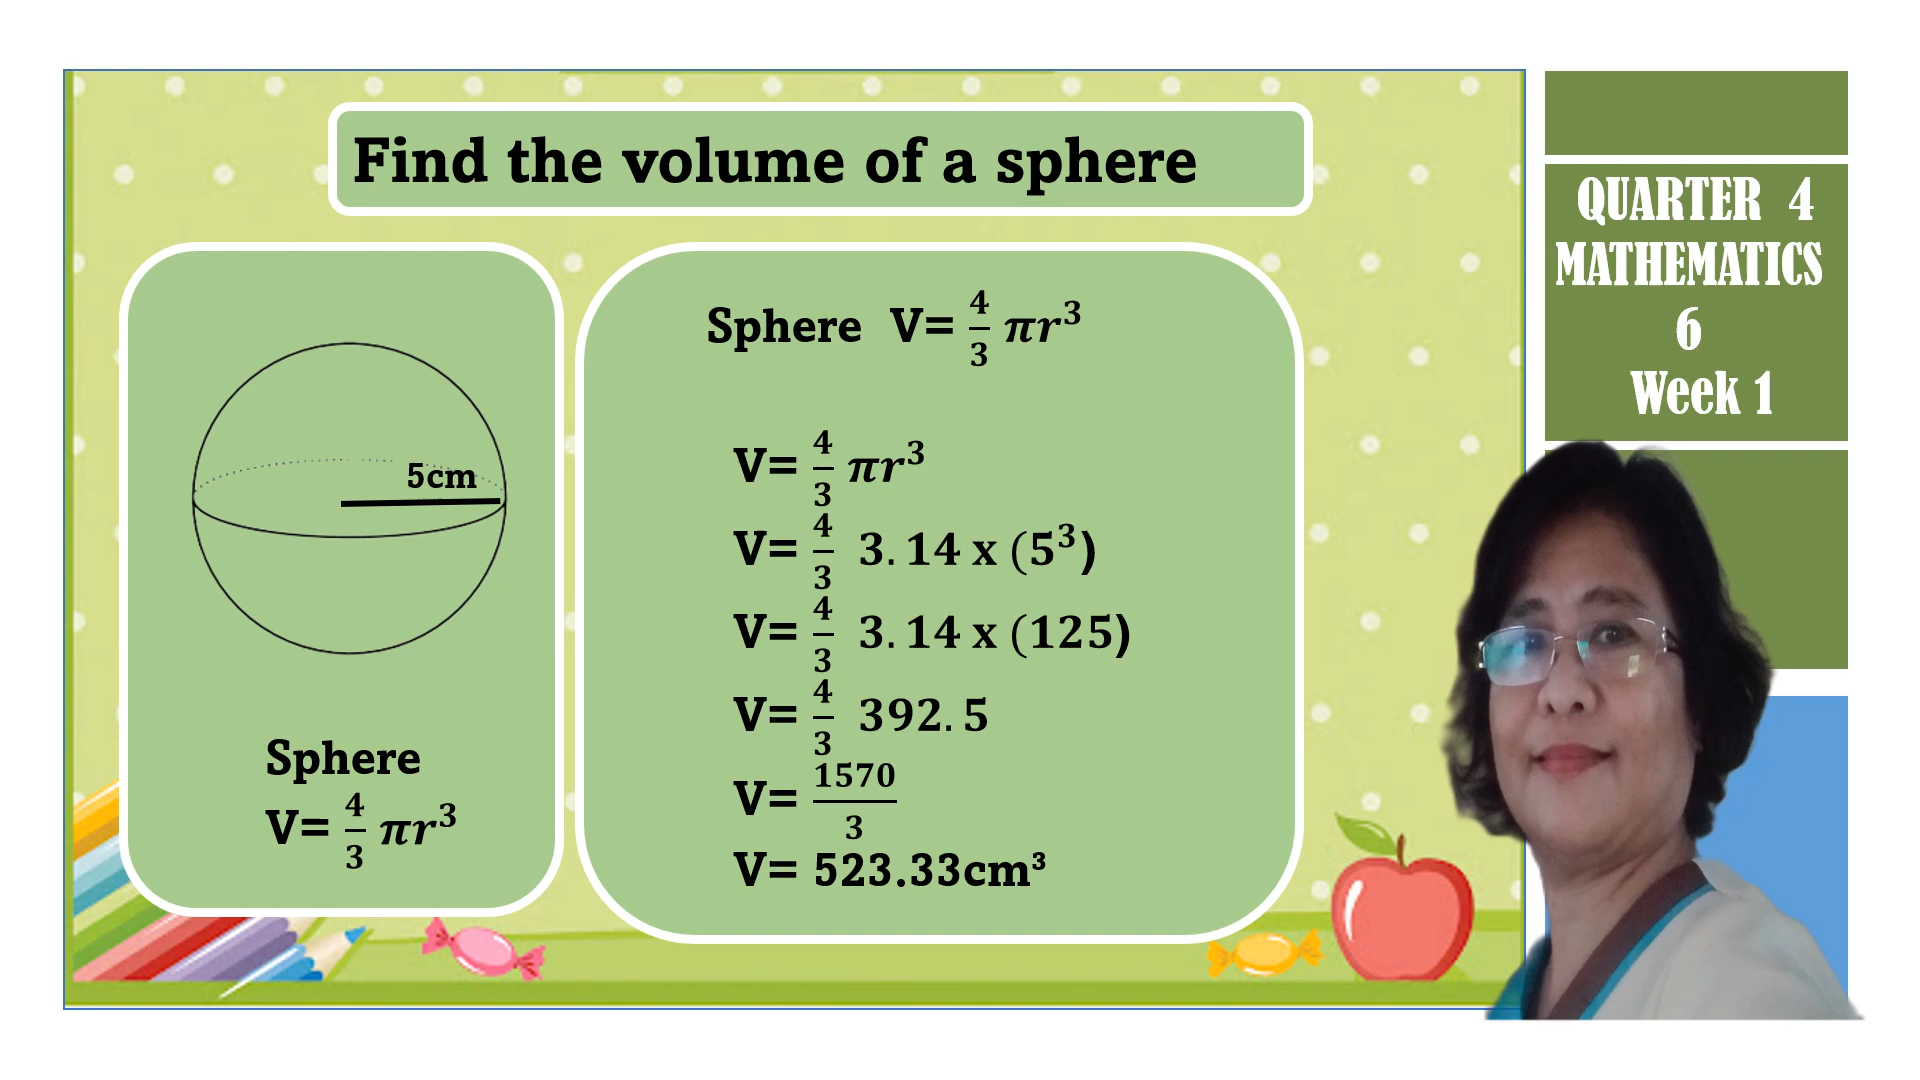 Find the volume of a sphere
5cm
Sphere
V= 4/3 πr³
Sphere V= 4/3 πr³
V= 4/3 πr³
V= 4/3 3.14 x (5³)
V= 4/3 3.14 x (125)
V= 4/3 392.5
V= 1570/3
V= 523.33cm³
QUARTER 4
MATHEMATICS
6
Week 1